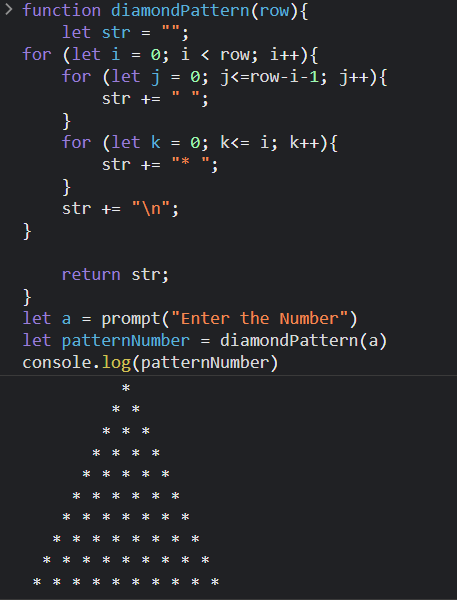 function diamondPattern(row){
    let str = "";
for (let i = 0; i < row; i++){
    for (let j = 0; j<=row-i-1; j++){
        str += " ";
    }
    for (let k = 0; k<= i; k++){
        str += "* ";
    }
    str += "\n";
}

    return str;
}
let a = prompt("Enter the Number")
let patternNumber = diamondPattern(a)
console.log(patternNumber)
          * 
         * * 
        * * * 
       * * * * 
      * * * * * 
     * * * * * * 
    * * * * * * * 
   * * * * * * * * 
  * * * * * * * * * 
 * * * * * * * * * *